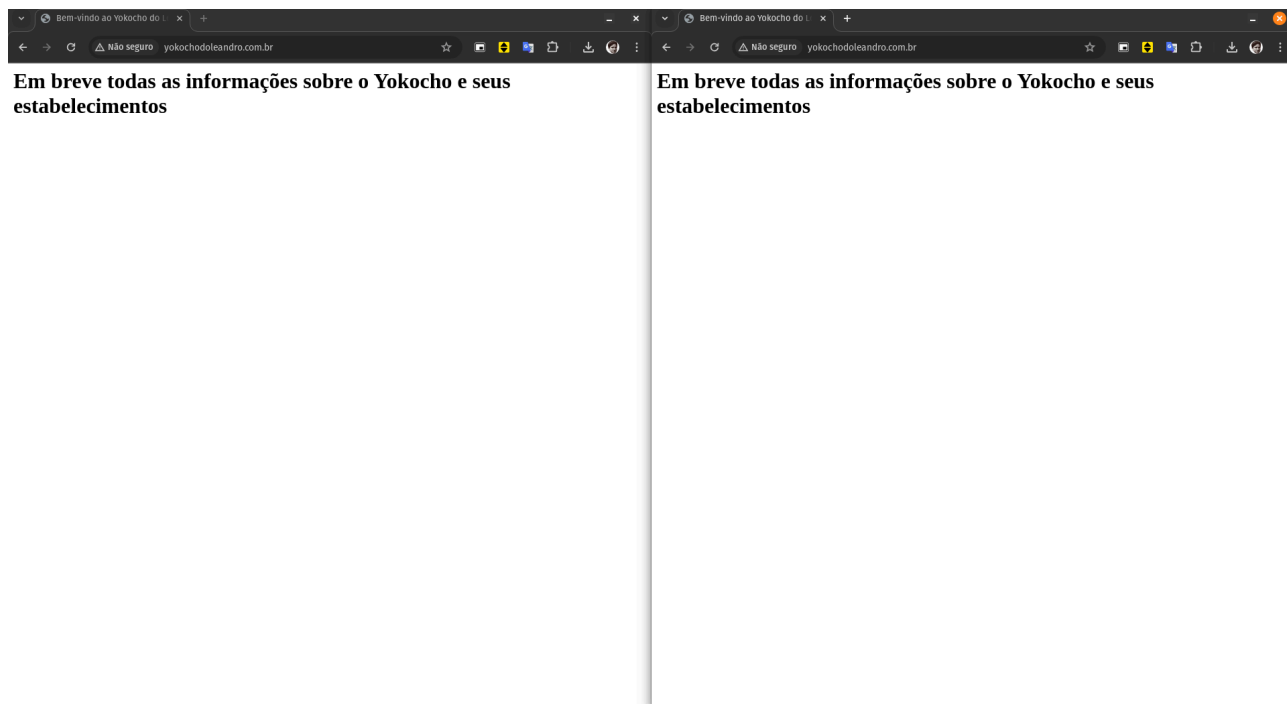 Bem-vindo ao Yokocho do L
Não seguro yokochodoleandro.com.br
Em breve todas as informações sobre o Yokocho e seus
estabelecimentos
Bem-vindo ao Yokocho do L
Não seguro yokochodoleandro.com.br
Em breve todas as informações sobre o Yokocho e seus
estabelecimentos